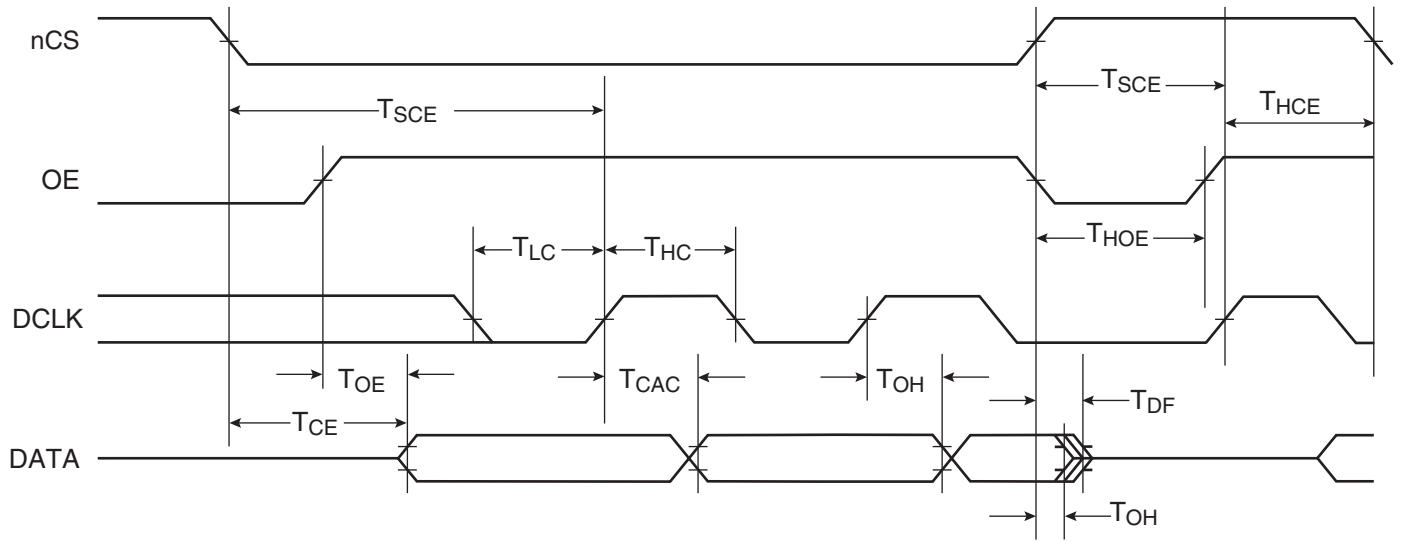 nCS
TSCE
TSCE
THCE
OE
TLC
THC
THOE
DCLK
TOE
TCAC
TOH
TDF
TCE
DATA
TOH